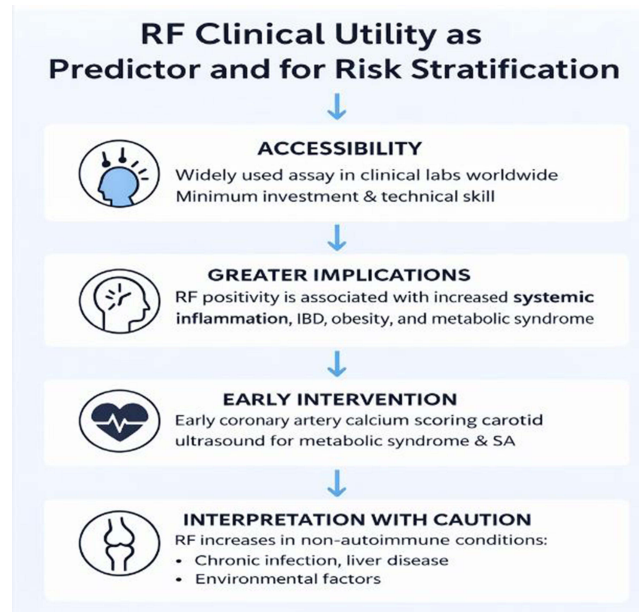 RF Clinical Utility as
Predictor and for Risk Stratification
ACCESSIBILITY
Widely used assay in clinical labs worldwide
Minimum investment & technical skill
GREATER IMPLICATIONS
RF positivity is associated with increased systemic
inflammation, IBD, obesity, and metabolic syndrome
EARLY INTERVENTION
Early coronary artery calcium scoring carotid
ultrasound for metabolic syndrome & SA
INTERPRETATION WITH CAUTION
RF increases in non-autoimmune conditions:
• Chronic infection, liver disease
• Environmental factors